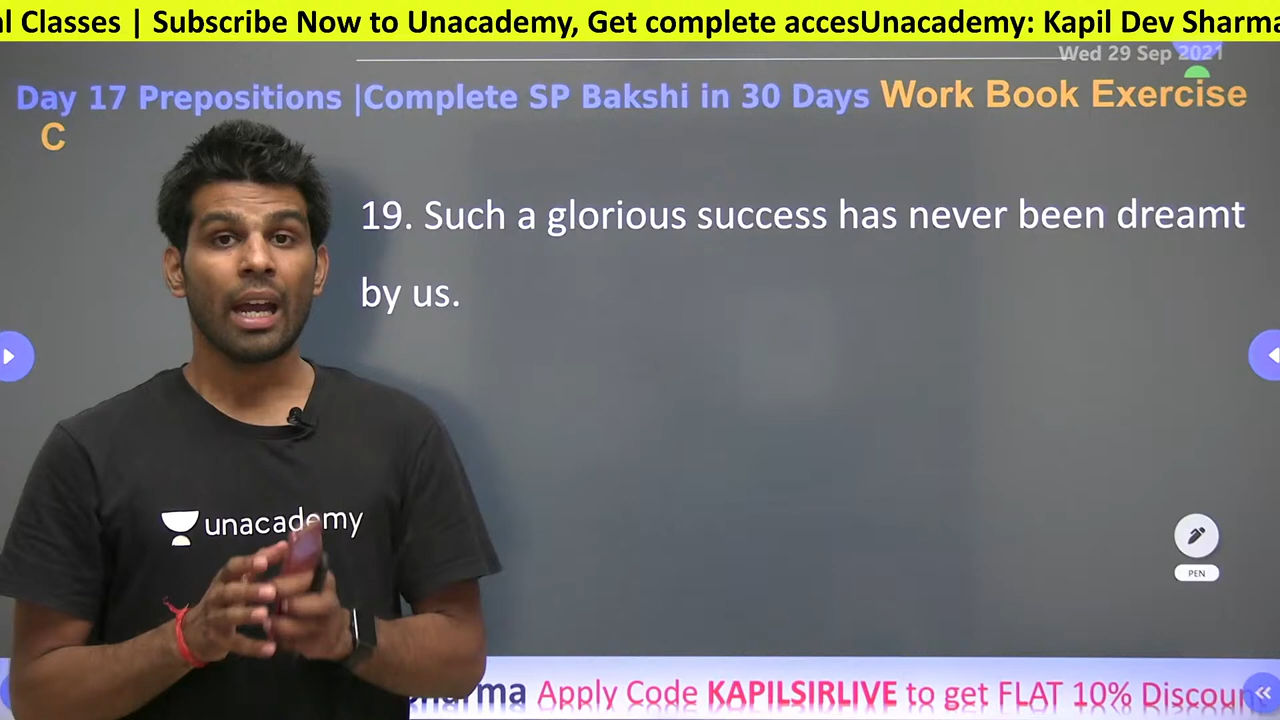 l Classes | Subscribe Now to Unacademy, Get complete accesUnacademy: Kapil Dev Sharma
Wed 29 Sep 2021
Day 17 Prepositions |Complete SP Bakshi in 30 Days Work Book Exercise
C
19. Such a glorious success has never been dreamt
by us.
unacademy
PEN
Sharma Apply Code KAPILSIRLIVE to get FLAT 10% Discoun